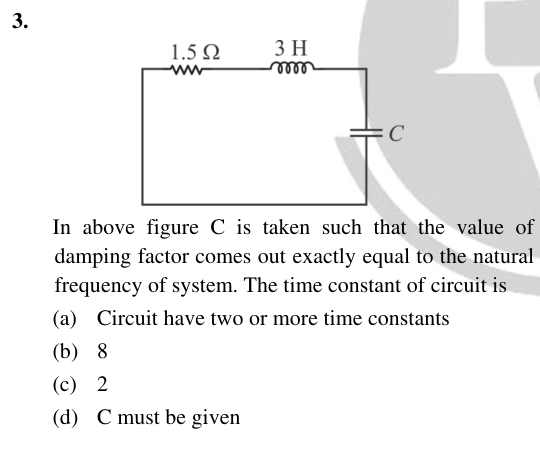 3.
1.5 Ω
3 H
C
In above figure C is taken such that the value of
damping factor comes out exactly equal to the natural
frequency of system. The time constant of circuit is
(a) Circuit have two or more time constants
(b) 8
(c) 2
(d) C must be given